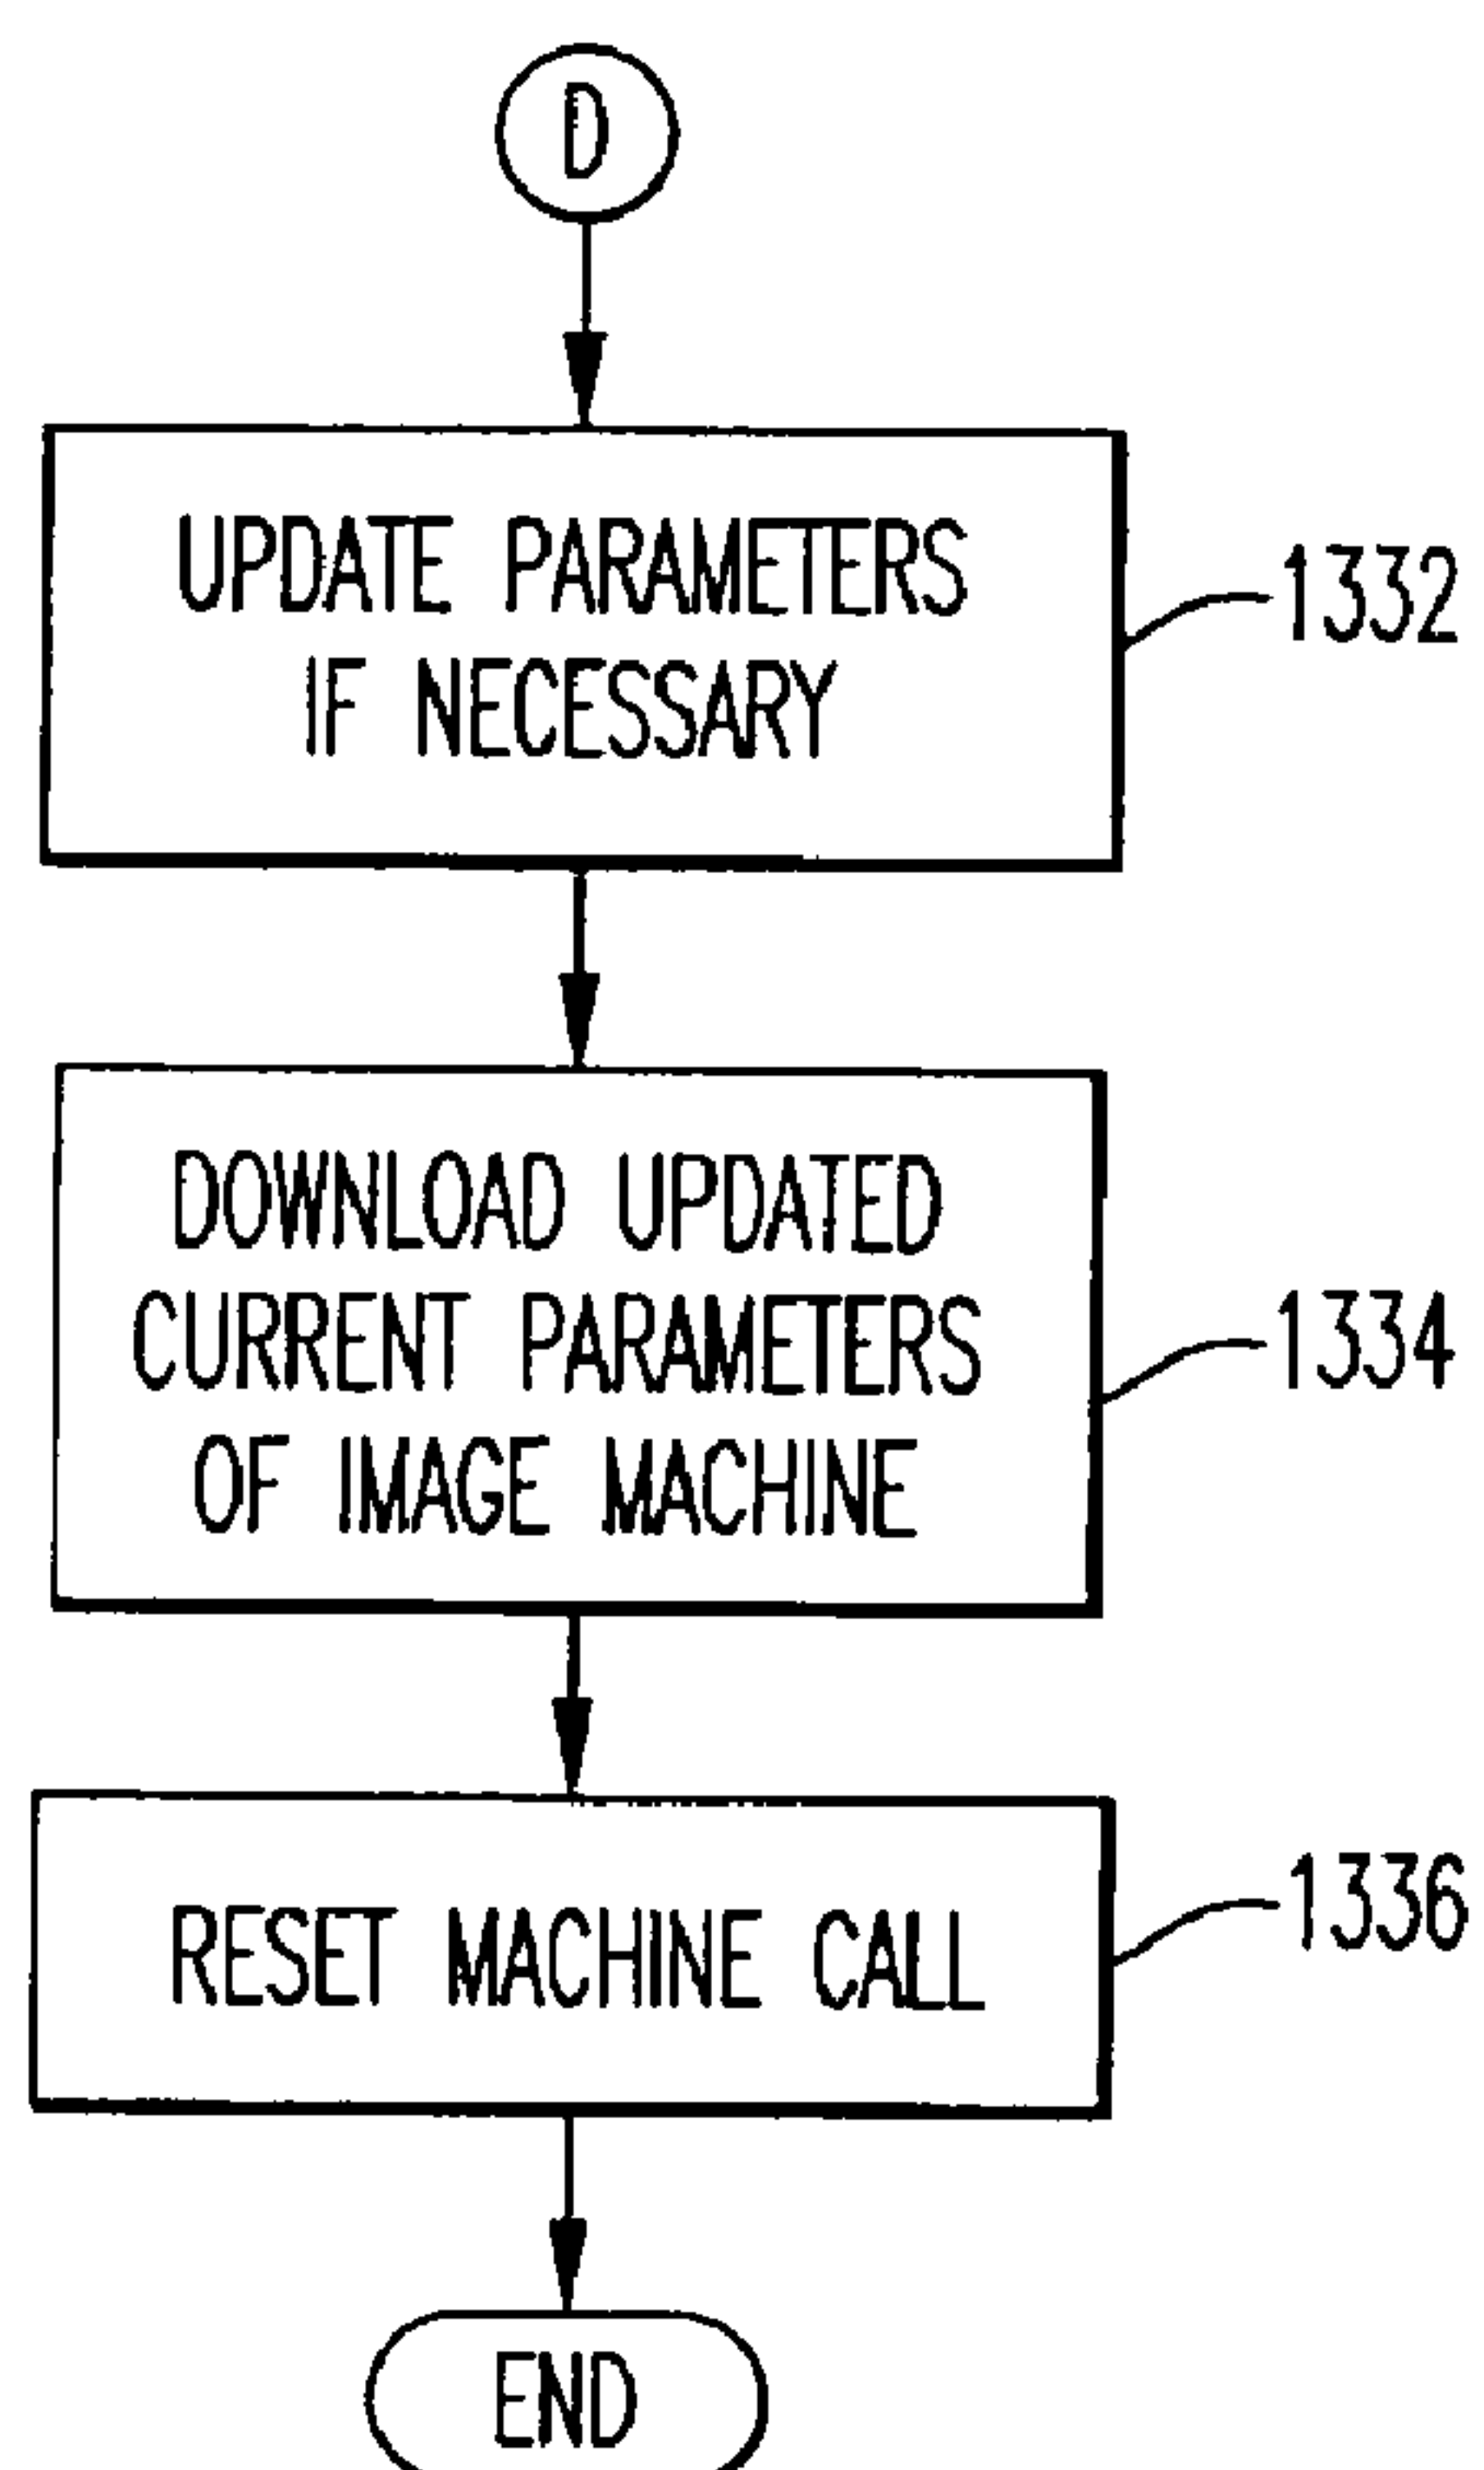 D
UPDATE PARAMETERS
IF NECESSARY
1332
DOWNLOAD UPDATED
CURRENT PARAMETERS
OF IMAGE MACHINE
1334
RESET MACHINE CALL
1336
END